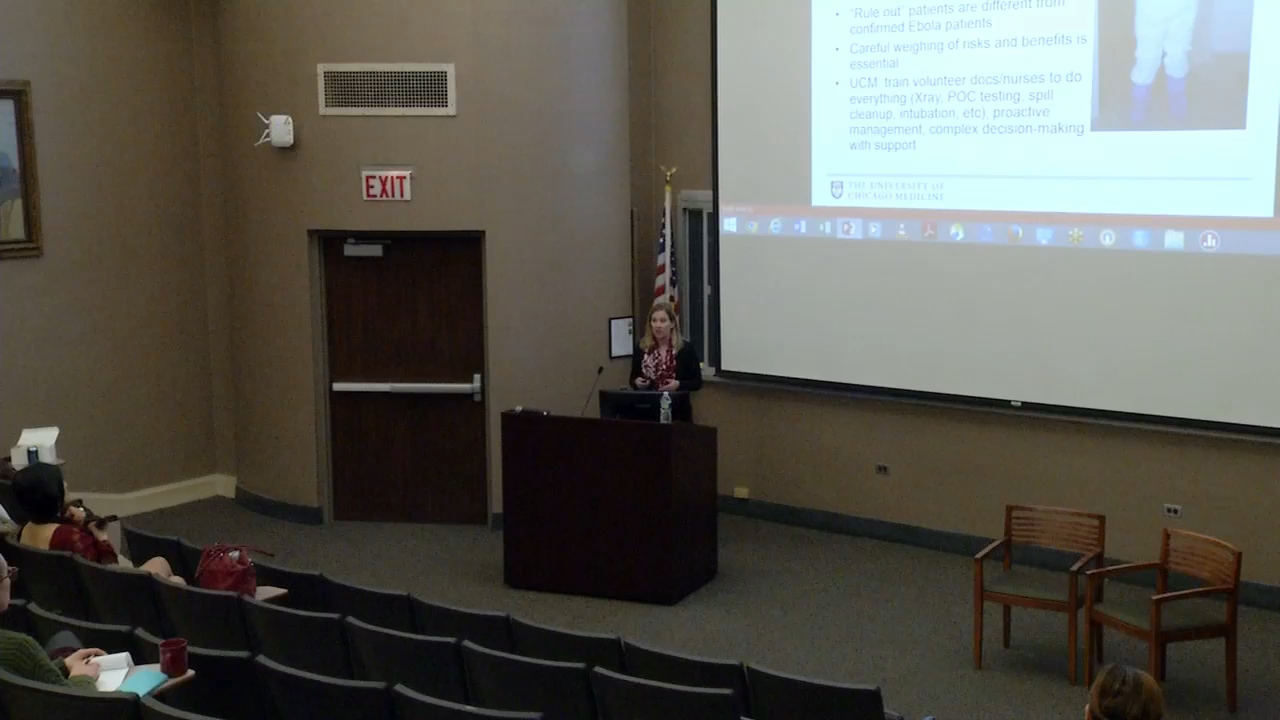 • "Rule out" patients are different from
confirmed Ebola patients
• Careful weighing of risks and benefits is
essential
• UCM: train volunteer docs/nurses to do
everything (Xray, POC testing, spill
cleanup, intubation, etc), proactive
management, complex decision-making
with support
THE UNIVERSITY OF
CHICAGO MEDICINE
EXIT